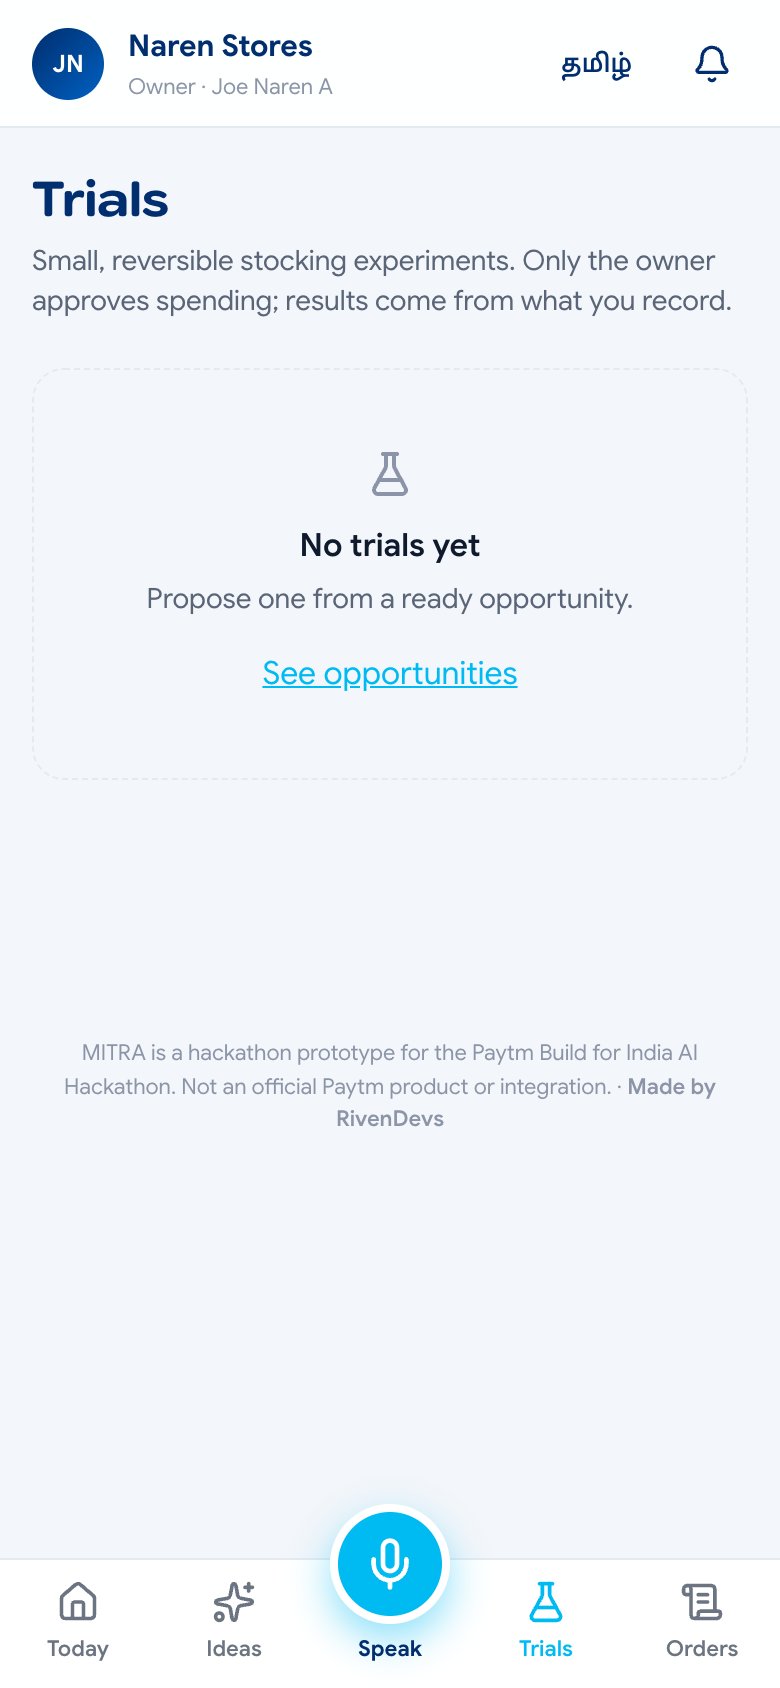 JN
Naren Stores
Owner · Joe Naren A
தமிழ்
Trials
Small, reversible stocking experiments. Only the owner
approves spending; results come from what you record.
No trials yet
Propose one from a ready opportunity.
See opportunities
MITRA is a hackathon prototype for the Paytm Build for India AI
Hackathon. Not an official Paytm product or integration. · Made by
RivenDevs
Today
Ideas
Speak
Trials
Orders